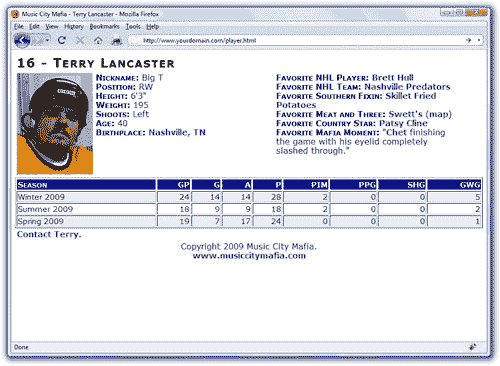 Music City Mafia - Terry Lancaster - Mozilla Firefox
File Edit View History Bookmarks Tools Help
http://www.yourdomain.com/player.html
16 - Terry Lancaster
Nickname: Big T
Position: RW
Height: 6'3"
Weight: 195
Shoots: Left
Age: 40
Birthplace: Nashville, TN
Favorite NHL Player: Brett Hull
Favorite NHL Team: Nashville Predators
Favorite Southern Fixin: Skillet Fried
Potatoes
Favorite Meat and Three: Swett's (map)
Favorite Country Star: Patsy Cline
Favorite Mafia Moment: "Chet finishing
the game with his eyelid completely
slashed through."
Season GP G A P PIM PPG SHG GWG
Winter 2009 24 14 14 28 2 0 0 5
Summer 2009 18 9 9 18 2 0 0 2
Spring 2009 19 7 17 24 0 0 0 1
Contact Terry.
Copyright 2009 Music City Mafia.
www.musiccitymafia.com
Done